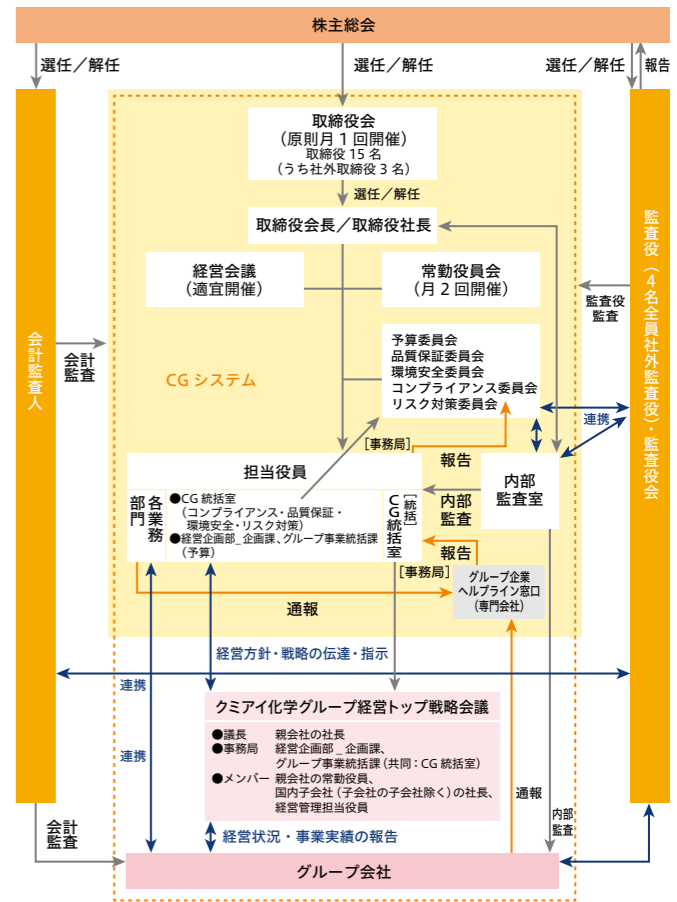 株主総会
選任／解任
選任／解任
選任／解任
報告
取締役会
（原則月1回開催）
取締役15名
（うち社外取締役3名）
選任／解任
取締役会長／取締役社長
経営会議
（適宜開催）
常勤役員会
（月2回開催）
監査役
監査
会計監査人
会計
監査
監査役（4名全員社外監査役）・監査役会
CGシステム
予算委員会
品質保証委員会
環境安全委員会
コンプライアンス委員会
リスク対策委員会
連携
［事務局］
報告
担当役員
各業務
部門
●CG統括室
（コンプライアンス・品質保証・
環境安全・リスク対策）
●経営企画部_企画課、グループ事業統括課
（予算）
［統括］
CG統括室
内部
監査
内部
監査室
報告
［事務局］
グループ企業
ヘルプライン窓口
（専門会社）
通報
経営方針・戦略の伝達・指示
連携
クミアイ化学グループ経営トップ戦略会議
●議長 親会社の社長
●事務局 経営企画部_企画課、
グループ事業統括課（共同：CG統括室）
●メンバー 親会社の常勤役員、
国内子会社（子会社の子会社除く）の社長、
経営管理担当役員
連携
通報
内部
監査
会計
監査
経営状況・事業実績の報告
グループ会社